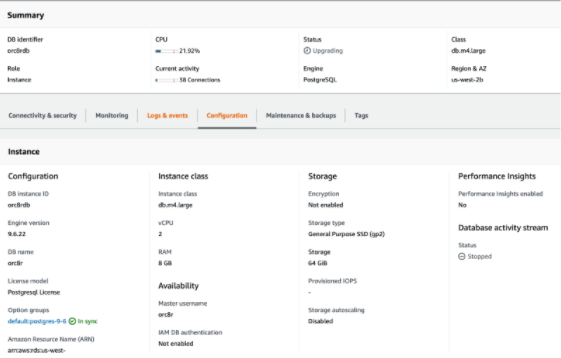 Summary
DB identifier
orc8rdb
CPU
21.92%
Status
Upgrading
Class
db.m4.large
Role
Instance
Current activity
38 Connections
Engine
PostgreSQL
Region & AZ
us-west-2b
Connectivity & security
Monitoring
Logs & events
Configuration
Maintenance & backups
Tags
Instance
Configuration
DB instance ID
orc8rdb
Engine version
9.6.22
DB name
orc8r
License model
Postgresql License
Option groups
default:postgres-9-6 In sync
Amazon Resource Name (ARN)
arn:aws:rds:us-west-
Instance class
Instance class
db.m4.large
vCPU
2
RAM
8 GB
Availability
Master username
orc8r
IAM DB authentication
Not enabled
Storage
Encryption
Not enabled
Storage type
General Purpose SSD (gp2)
Storage
64 GiB
Provisioned IOPS
-
Storage autoscaling
Disabled
Performance Insights
Performance Insights enabled
No
Database activity stream
Status
Stopped